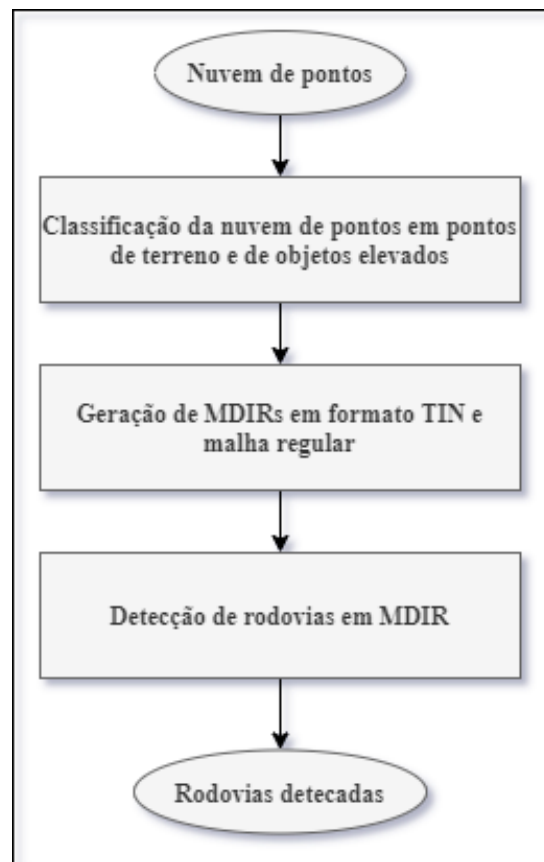 Nuvem de pontos
Classificação da nuvem de pontos em pontos
de terreno e de objetos elevados
Geração de MDIRs em formato TIN e
malha regular
Detecção de rodovias em MDIR
Rodovias detecadas